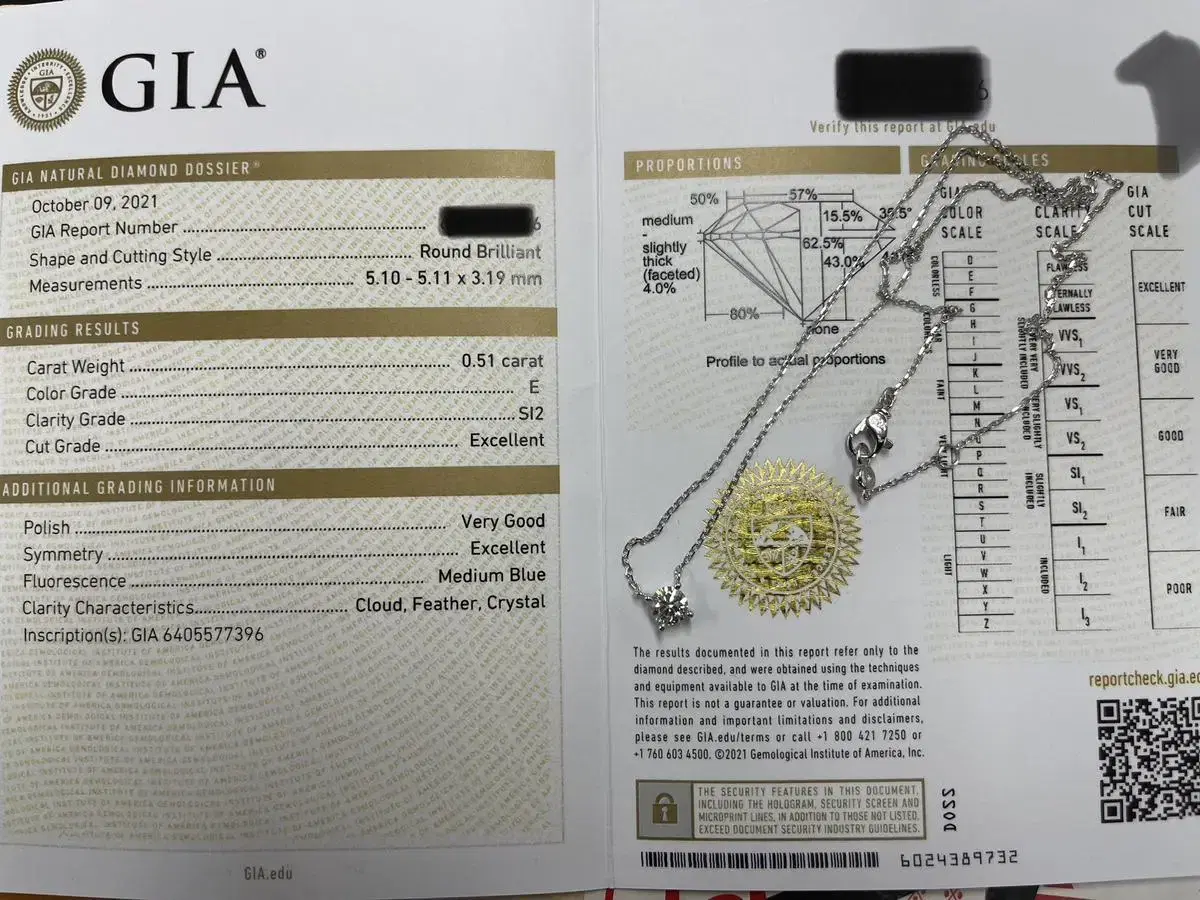 GIA®
GIA NATURAL DIAMOND DOSSIER®
October 09, 2021
GIA Report Number 6
Shape and Cutting Style Round Brilliant
Measurements 5.10 - 5.11 x 3.19 mm
GRADING RESULTS
Carat Weight 0.51 carat
Color Grade E
Clarity Grade SI2
Cut Grade Excellent
ADDITIONAL GRADING INFORMATION
Polish Very Good
Symmetry Excellent
Fluorescence Medium Blue
Clarity Characteristics Cloud, Feather, Crystal
Inscription(s): GIA 6405577396
GIA.edu
6
Verify this report at GIA.edu
PROPORTIONS
50%
57%
medium
-
slightly
thick
(faceted)
4.0%
15.5%
62.5%
43.0%
80%
none
Profile to actual proportions
GRADING SCALES
GIA
COLOR
SCALE
COLORLESS
D
E
F
G
H
I
J
K
L
M
N
P
Q
R
S
T
U
V
W
X
Y
Z
FAINT
LIGHT
CLARITY
SCALE
FLAWLESS
INTERNALLY
FLAWLESS
VVS1
VVS2
VS1
VS2
SI1
SI2
I1
I2
I3
VERY VERY
SLIGHTLY INCLUDED
VERY SLIGHTLY
INCLUDED
SLIGHTLY
INCLUDED
INCLUDED
GIA
CUT
SCALE
EXCELLENT
VERY
GOOD
GOOD
FAIR
POOR
The results documented in this report refer only to the
diamond described, and were obtained using the techniques
and equipment available to GIA at the time of examination.
This report is not a guarantee or valuation. For additional
information and important limitations and disclaimers,
please see GIA.edu/terms or call +1 800 421 7250 or
+1 760 603 4500. ©2021 Gemological Institute of America, Inc.
THE SECURITY FEATURES IN THIS DOCUMENT,
INCLUDING THE HOLOGRAM, SECURITY SCREEN AND
MICROPRINT LINES, IN ADDITION TO THOSE NOT LISTED,
EXCEED DOCUMENT SECURITY INDUSTRY GUIDELINES.
D022
6024389732
reportcheck.gia.ed